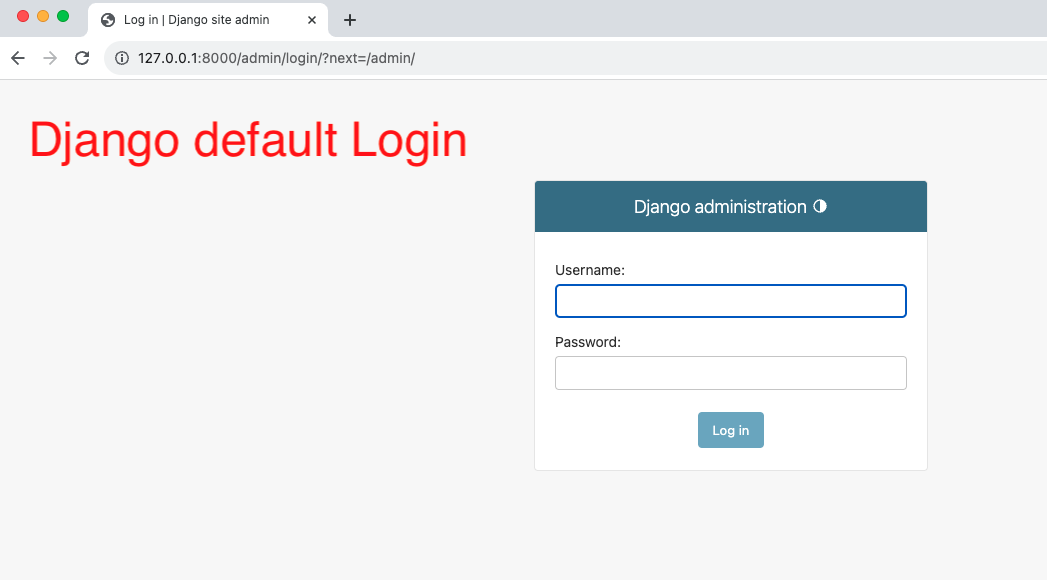 Log in | Django site admin
127.0.0.1:8000/admin/login/?next=/admin/
Django default Login
Django administration
Username:
Password:
Log in